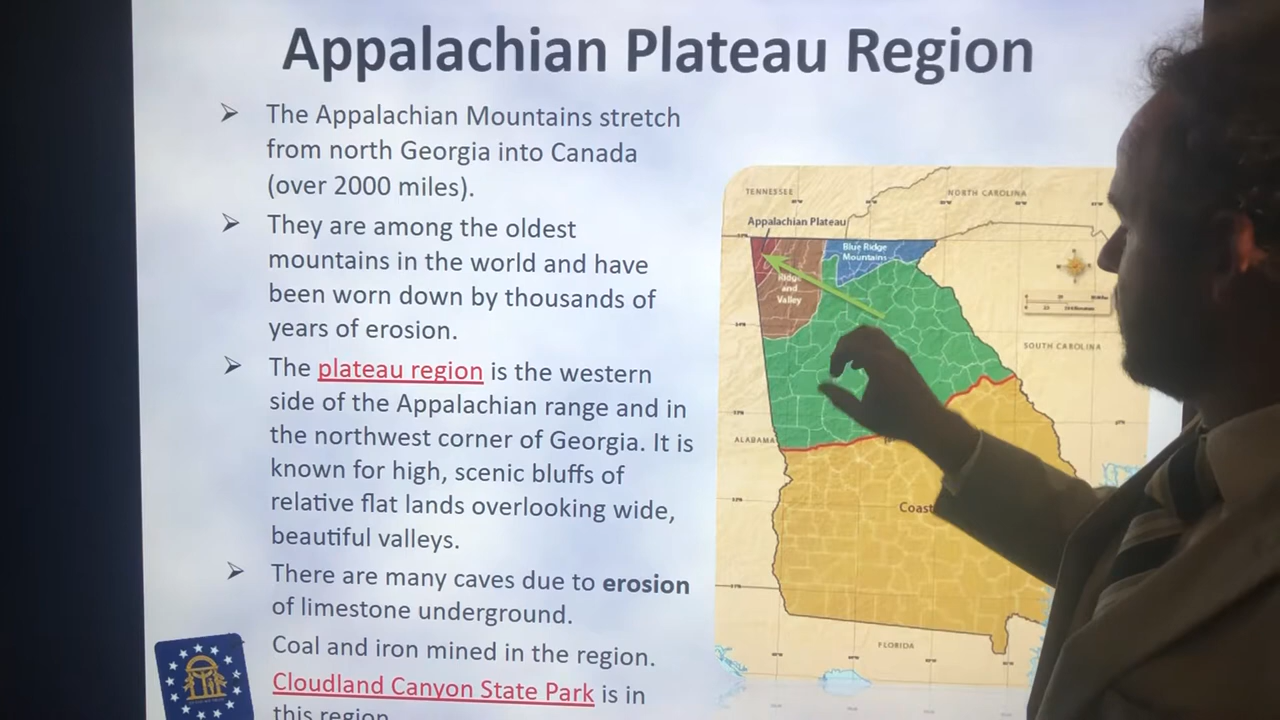 Appalachian Plateau Region
➢ The Appalachian Mountains stretch
from north Georgia into Canada
(over 2000 miles).
➢ They are among the oldest
mountains in the world and have
been worn down by thousands of
years of erosion.
➢ The plateau region is the western
side of the Appalachian range and in
the northwest corner of Georgia. It is
known for high, scenic bluffs of
relative flat lands overlooking wide,
beautiful valleys.
➢ There are many caves due to erosion
of limestone underground.
Coal and iron mined in the region.
Cloudland Canyon State Park is in
this region
TENNESSEE
NORTH CAROLINA
Appalachian Plateau
Blue Ridge
Mountains
Ridge
and
Valley
SOUTH CAROLINA
ALABAMA
Coast
FLORIDA